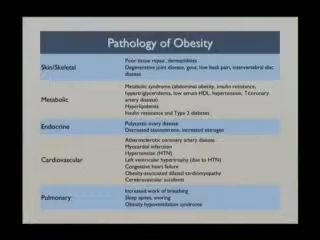 Pathology of Obesity
Skin/Skeletal
Poor tissue repair, dermatitides
Degenerative joint disease, gout, low back pain, intervertebral disc
disease
Metabolic
Metabolic syndrome (abdominal obesity, insulin resistance,
hypertriglyceridemia, low serum HDL, hypertension, ↑coronary
artery disease)
Hyperlipidemia
Insulin resistance and Type 2 diabetes
Endocrine
Polycystic ovary disease
Decreased testosterone, increased estrogen
Cardiovascular
Atherosclerotic coronary artery disease
Myocardial infarction
Hypertension (HTN)
Left ventricular hypertrophy (due to HTN)
Congestive heart failure
Obesity-associated dilated cardiomyopathy
Cerebrovascular accidents
Pulmonary
Increased work of breathing
Sleep apnea, snoring
Obesity hypoventilation syndrome